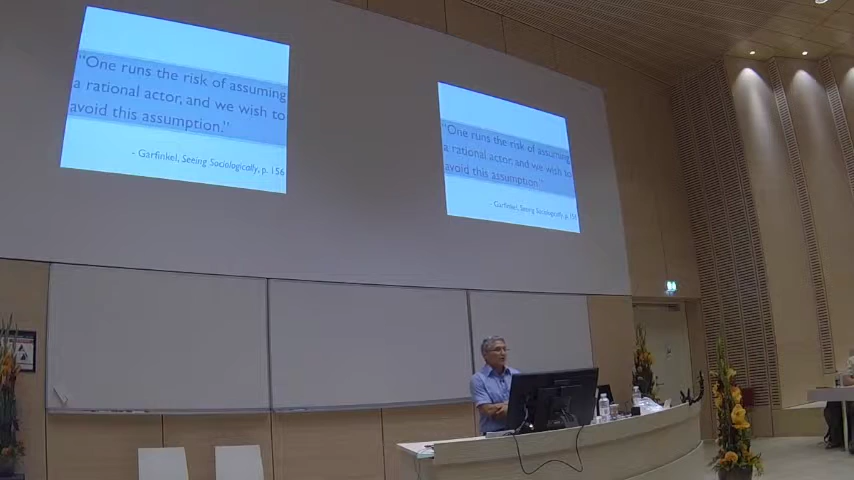 "One runs the risk of assuming
a rational actor, and we wish to
avoid this assumption."
- Garfinkel, Seeing Sociologically, p. 156
"One runs the risk of assuming
a rational actor, and we wish to
avoid this assumption."
- Garfinkel, Seeing Sociologically, p. 156